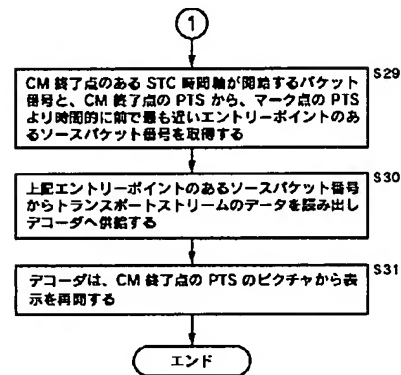 1
CM 終了点のある STC 時間軸が開始するパケット
番号と、CM 終了点の PTS から、マーク点の PTS
より時間的に前で最も近いエントリーポイントのあ
るソースパケット番号を取得する
S29
上記エントリーポイントのあるソースパケット番号
からトランスポートストリームのデータを読み出し
デコーダへ供給する
S30
デコーダは、CM 終了点の PTS のピクチャから表
示を再開する
S31
エンド